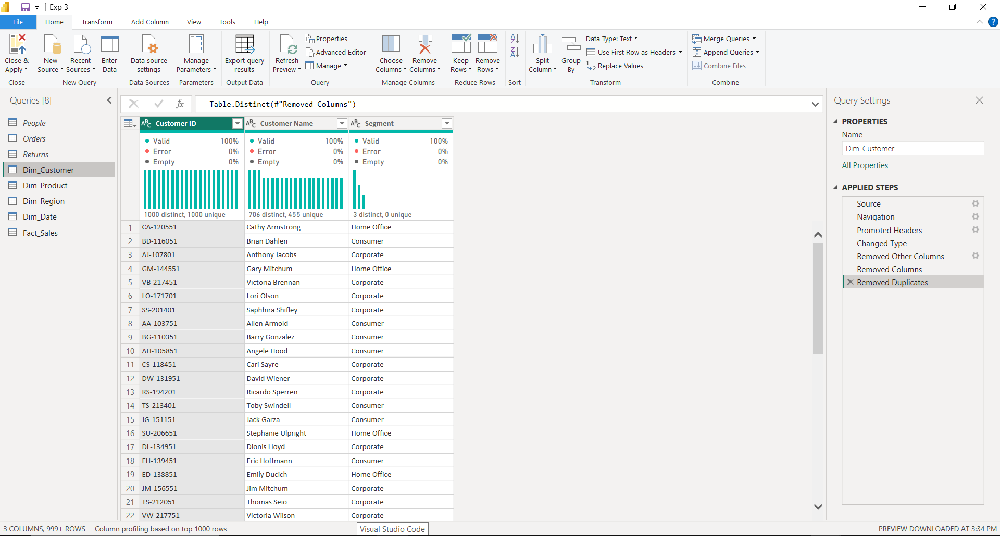 Exp 3
File
Home
Transform
Add Column
View
Tools
Help
Close & Apply
New Source
Recent Sources
Enter Data
Data source settings
Manage Parameters
Export query results
Refresh Preview
Properties
Advanced Editor
Manage
Choose Columns
Remove Columns
Keep Rows
Remove Rows
Split Column
Group By
Data Type: Text
Use First Row as Headers
Replace Values
Merge Queries
Append Queries
Combine Files
Close
New Query
Data Sources
Parameters
Output Data
Query
Manage Columns
Reduce Rows
Sort
Transform
Combine
Queries [8]
People
Orders
Returns
Dim_Customer
Dim_Product
Dim_Region
Dim_Date
Fact_Sales
fx
= Table.Distinct(#"Removed Columns")
Customer ID Customer Name Segment
Valid 100% Valid 100% Valid 100%
Error 0% Error 0% Error 0%
Empty 0% Empty 0% Empty 0%
1000 distinct, 1000 unique 706 distinct, 455 unique 3 distinct, 0 unique
1 CA-120551 Cathy Armstrong Home Office
2 BD-116051 Brian Dahlen Consumer
3 AJ-107801 Anthony Jacobs Corporate
4 GM-144551 Gary Mitchum Home Office
5 VB-217451 Victoria Brennan Corporate
6 LO-171701 Lori Olson Corporate
7 SS-201401 Saphhira Shifley Corporate
8 AA-103751 Allen Armold Consumer
9 BG-110351 Barry Gonzalez Consumer
10 AH-105851 Angele Hood Consumer
11 CS-118451 Cari Sayre Corporate
12 DW-131951 David Wiener Corporate
13 RS-194201 Ricardo Sperren Corporate
14 TS-213401 Toby Swindell Consumer
15 JG-151151 Jack Garza Consumer
16 SU-206651 Stephanie Ulpright Home Office
17 DL-134951 Dionis Lloyd Corporate
18 EH-139451 Eric Hoffmann Consumer
19 ED-138851 Emily Ducich Home Office
20 JM-156551 Jim Mitchum Corporate
21 TS-212051 Thomas Seio Corporate
22 VW-217751 Victoria Wilson Corporate
Query Settings
PROPERTIES
Name
Dim_Customer
All Properties
APPLIED STEPS
Source
Navigation
Promoted Headers
Changed Type
Removed Other Columns
Removed Columns
Removed Duplicates
3 COLUMNS, 999+ ROWS
Column profiling based on top 1000 rows
Visual Studio Code
PREVIEW DOWNLOADED AT 3:34 PM